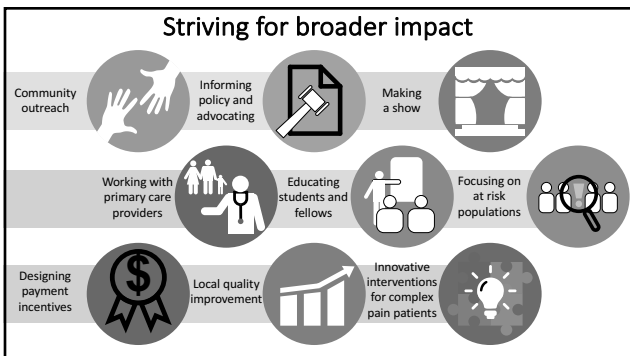 Striving for broader impact
Community
outreach
Informing
policy and
advocating
Making
a show
Working with
primary care
providers
Educating
students and
fellows
Focusing on
at risk
populations
Designing
payment
incentives
$
Local quality
improvement
Innovative
interventions
for complex
pain patients